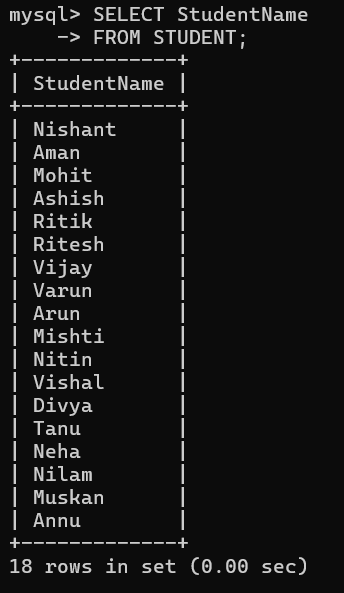 mysql> SELECT StudentName
    -> FROM STUDENT;
+-------------+
| StudentName |
+-------------+
| Nishant     |
| Aman        |
| Mohit       |
| Ashish      |
| Ritik       |
| Ritesh      |
| Vijay       |
| Varun       |
| Arun        |
| Mishti      |
| Nitin       |
| Vishal      |
| Divya       |
| Tanu        |
| Neha        |
| Nilam       |
| Muskan      |
| Annu        |
+-------------+
18 rows in set (0.00 sec)